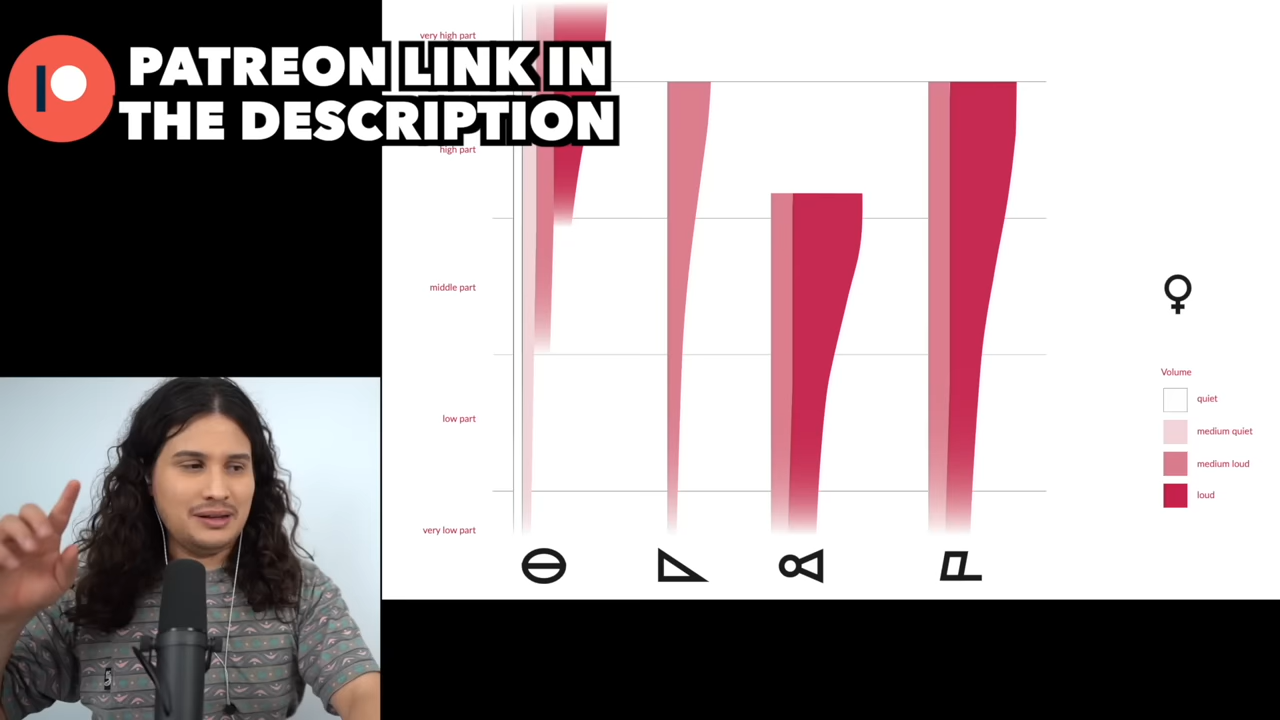 PATREON LINK IN
THE DESCRIPTION
very high part
high part
middle part
low part
very low part
Volume
quiet
medium quiet
medium loud
loud